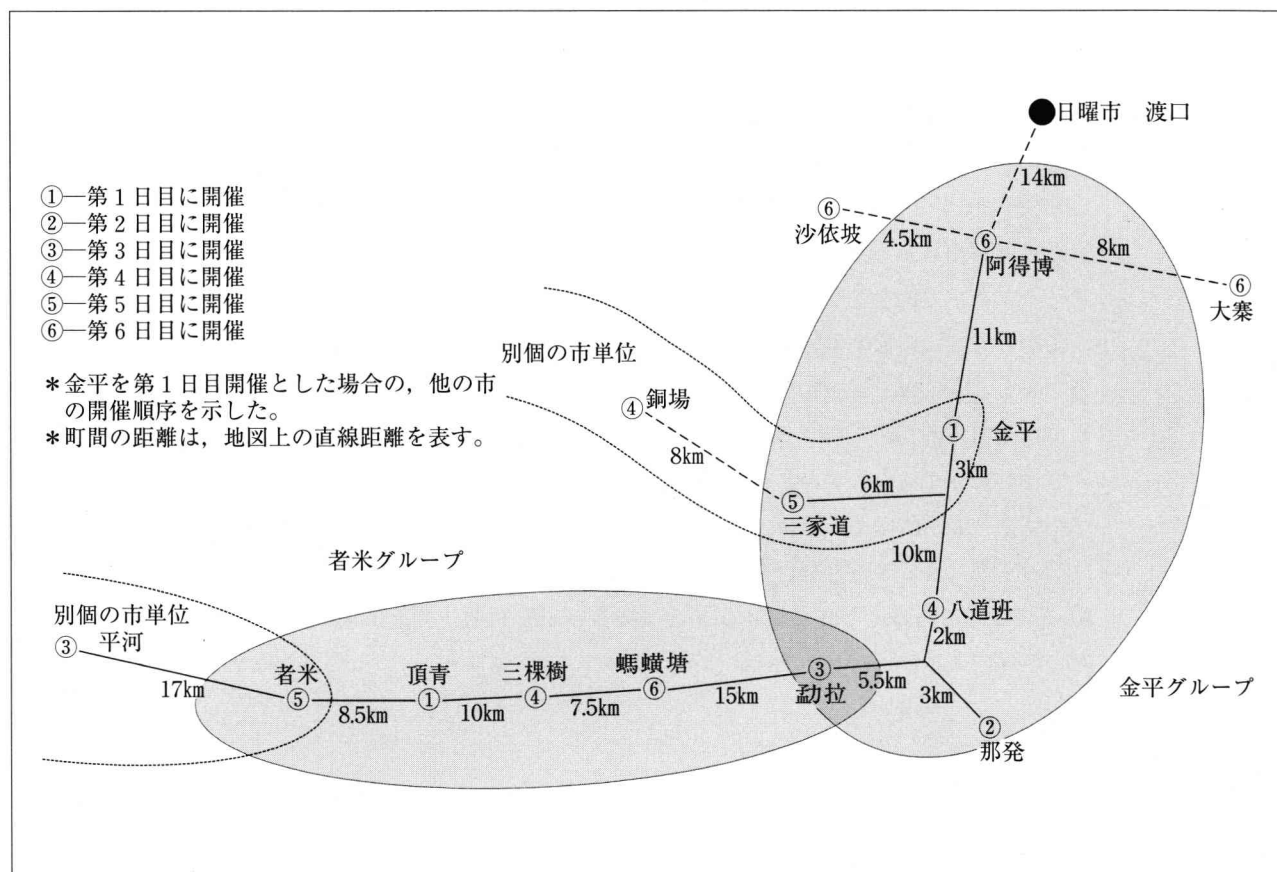 日曜市　渡口
14km
①―第1日目に開催
②―第2日目に開催
③―第3日目に開催
④―第4日目に開催
⑤―第5日目に開催
⑥―第6日目に開催
＊金平を第1日目開催とした場合の，他の市
の開催順序を示した。
＊町間の距離は，地図上の直線距離を表す。
⑥
沙依坡
4.5km
⑥
阿得博
8km
⑥
大寨
11km
別個の市単位
④
銅場
8km
①
金平
3km
6km
⑤
三家道
10km
④
八道班
2km
者米グループ
別個の市単位
③
平河
17km
者米
⑤
8.5km
頂青
①
10km
三棵樹
④
7.5km
螞蟥塘
⑥
15km
③
勐拉
5.5km
3km
②
那発
金平グループ